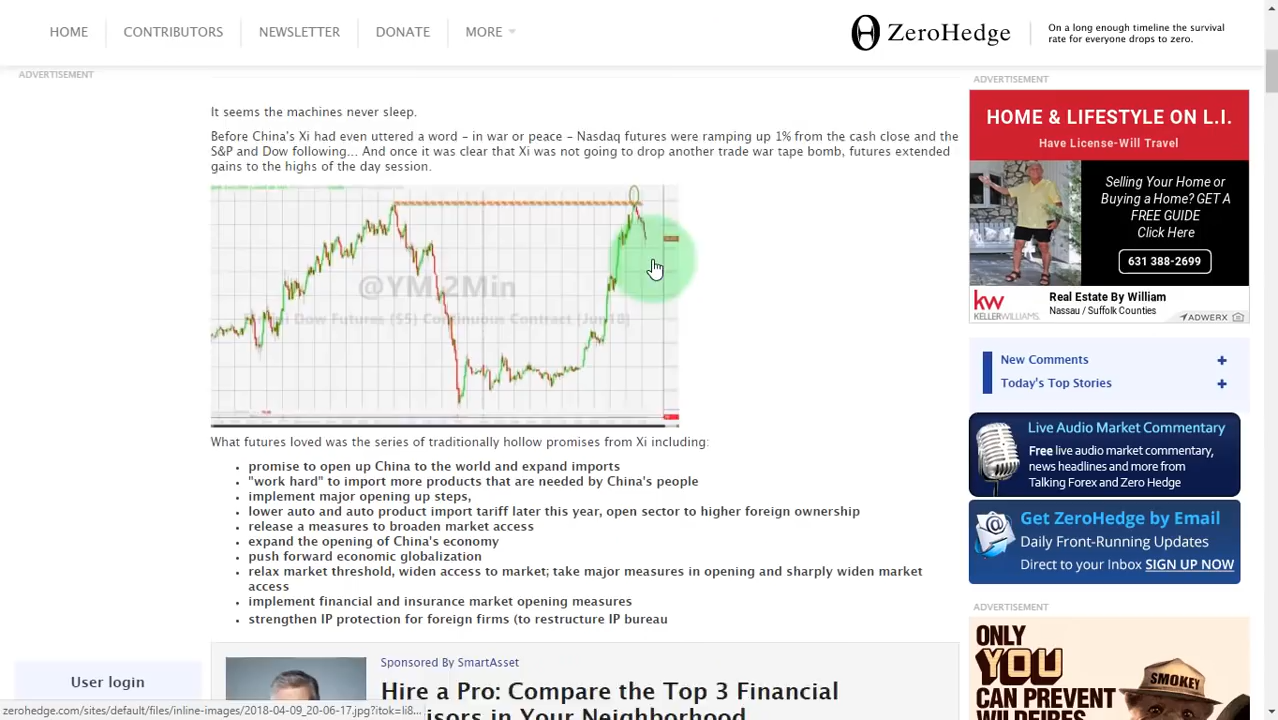 HOME
CONTRIBUTORS
NEWSLETTER
DONATE
MORE
ZeroHedge
On a long enough timeline the survival
rate for everyone drops to zero.
ADVERTISEMENT
It seems the machines never sleep.
Before China's Xi had even uttered a word – in war or peace – Nasdaq futures were ramping up 1% from the cash close and the
S&P and Dow following... And once it was clear that Xi was not going to drop another trade war tape bomb, futures extended
gains to the highs of the day session.
@YM,2Min
Dow Futures ($5) Continuous Contract [Jun18]
What futures loved was the series of traditionally hollow promises from Xi including:
promise to open up China to the world and expand imports
"work hard" to import more products that are needed by China's people
implement major opening up steps,
lower auto and auto product import tariff later this year, open sector to higher foreign ownership
release a measures to broaden market access
expand the opening of China's economy
push forward economic globalization
relax market threshold, widen access to market; take major measures in opening and sharply widen market
access
implement financial and insurance market opening measures
strengthen IP protection for foreign firms (to restructure IP bureau
Sponsored By SmartAsset
Hire a Pro: Compare the Top 3 Financial
isors in Your Neighborhood
User login
zerohedge.com/sites/default/files/inline-images/2018-04-09_20-06-17.jpg?itok=li8...
ADVERTISEMENT
HOME & LIFESTYLE ON L.I.
Have License-Will Travel
Selling Your Home or
Buying a Home? GET A
FREE GUIDE
Click Here
631 388-2699
kw
KELLERWILLIAMS.
Real Estate By William
Nassau / Suffolk Counties
ADWERX
New Comments
Today's Top Stories
Live Audio Market Commentary
Free live audio market commentary,
news headlines and more from
Talking Forex and Zero Hedge
Get ZeroHedge by Email
Daily Front-Running Updates
Direct to your Inbox SIGN UP NOW
ADVERTISEMENT
ONLY
YOU
CAN PREVENT
WILDFIRES
SMOKEY